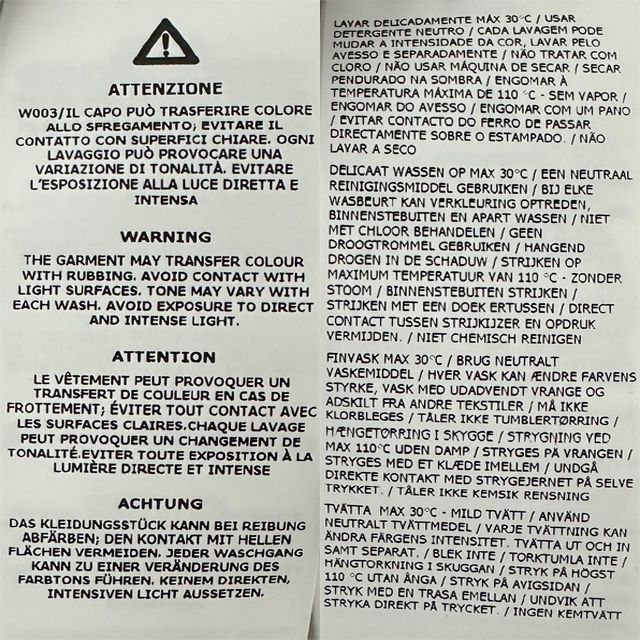 ATTENZIONE
W003/IL CAPO PUÒ TRASFERIRE COLORE
ALLO SFREGAMENTO; EVITARE IL
CONTATTO CON SUPERFICI CHIARE. OGNI
LAVAGGIO PUÒ PROVOCARE UNA
VARIAZIONE DI TONALITÀ. EVITARE
L'ESPOSIZIONE ALLA LUCE DIRETTA E
INTENSA
WARNING
THE GARMENT MAY TRANSFER COLOUR
WITH RUBBING. AVOID CONTACT WITH
LIGHT SURFACES. TONE MAY VARY WITH
EACH WASH. AVOID EXPOSURE TO DIRECT
AND INTENSE LIGHT.
ATTENTION
LE VÊTEMENT PEUT PROVOQUER UN
TRANSFERT DE COULEUR EN CAS DE
FROTTEMENT; ÉVITER TOUT CONTACT AVEC
LES SURFACES CLAIRES.CHAQUE LAVAGE
PEUT PROVOQUER UN CHANGEMENT DE
TONALITÉ.EVITER TOUTE EXPOSITION À LA
LUMIÈRE DIRECTE ET INTENSE
ACHTUNG
DAS KLEIDUNGSSTÜCK KANN BEI REIBUNG
ABFÄRBEN; DEN KONTAKT MIT HELLEN
FLÄCHEN VERMEIDEN. JEDER WASCHGANG
KANN ZU EINER VERÄNDERUNG DES
FARBTONS FÜHREN. KEINEM DIREKTEN,
INTENSIVEN LICHT AUSSETZEN.
LAVAR DELICADAMENTE MÁX 30°C / USAR
DETERGENTE NEUTRO / CADA LAVAGEM PODE
MUDAR A INTENSIDADE DA COR, LAVAR PELO
AVESSO E SEPARADAMENTE / NÃO TRATAR COM
CLORO / NÃO USAR MÁQUINA DE SECAR / SECAR
PENDURADO NA SOMBRA / ENGOMAR À
TEMPERATURA MÁXIMA DE 110 °C - SEM VAPOR /
ENGOMAR DO AVESSO / ENGOMAR COM UM PANO
/ EVITAR CONTACTO DO FERRO DE PASSAR
DIRECTAMENTE SOBRE O ESTAMPADO. / NÃO
LAVAR A SECO
DELICAAT WASSEN OP MAX 30°C / EEN NEUTRAAL
REINIGINGSMIDDEL GEBRUIKEN / BIJ ELKE
WASBEURT KAN VERKLEURING OPTREDEN,
BINNENSTEBUITEN EN APART WASSEN / NIET
MET CHLOOR BEHANDELEN / GEEN
DROOGTROMMEL GEBRUIKEN / HANGEND
DROGEN IN DE SCHADUW / STRIJKEN OP
MAXIMUM TEMPERATUUR VAN 110 °C - ZONDER
STOOM / BINNENSTEBUITEN STRIJKEN /
STRIJKEN MET EEN DOEK ERTUSSEN / DIRECT
CONTACT TUSSEN STRIJKIJZER EN OPDRUK
VERMIJDEN. / NIET CHEMISCH REINIGEN
FINVASK MAX 30°C / BRUG NEUTRALT
VASKEMIDDEL / HVER VASK KAN ÆNDRE FARVENS
STYRKE, VASK MED UDADVENDT VRANGE OG
ADSKILT FRA ANDRE TEKSTILER / MÅ IKKE
KLORBLEGES / TÅLER IKKE TUMBLERTØRRING /
HÆNGETØRRING I SKYGGE / STRYGNING VED
MAX 110°C UDEN DAMP / STRYGES PÅ VRANGEN /
STRYGES MED ET KLÆDE IMELLEM / UNDGÅ
DIREKTE KONTAKT MED STRYGEJERNET PÅ SELVE
TRYKKET. / TÅLER IKKE KEMSIK RENSNING
TVÄTTA MAX 30°C - MILD TVÄTT / ANVÄND
NEUTRALT TVÄTTMEDEL / VARJE TVÄTTNING KAN
ÄNDRA FÄRGENS INTENSITET. TVÄTTA UT OCH IN
SAMT SEPARAT. / BLEK INTE / TORKTUMLA INTE /
HÄNGTORKNING I SKUGGAN / STRYK PÅ HÖGST
110 °C UTAN ÅNGA / STRYK PÅ AVIGSIDAN /
STRYK MED EN TRASA EMELLAN / UNDVIK ATT
STRYKA DIREKT PÅ TRYCKET. / INGEN KEMTVÄTT